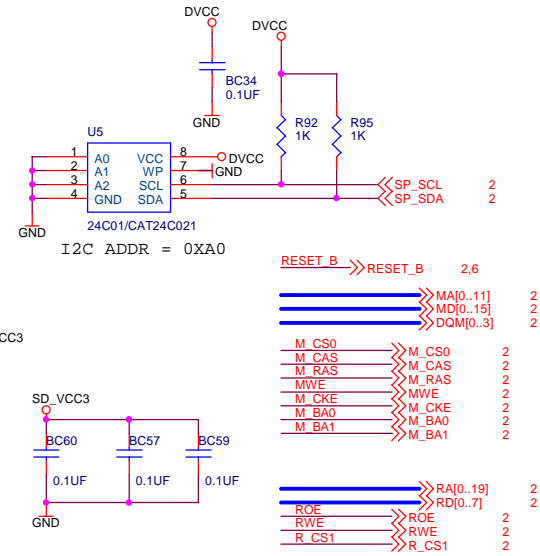 DVCC
DVCC
BC34
0.1UF
GND
R92
1K
R95
1K
U5
1 A0 VCC 8 DVCC
2 A1 WP 7 GND
3 A2 SCL 6 SP_SCL 2
4 GND SDA 5 SP_SDA 2
GND
24C01/CAT24C021
I2C ADDR = 0XA0
RESET_B RESET_B 2,6
MA[0..11] 2
MD[0..15] 2
DQM[0..3] 2
CC3
M_CS0 M_CS0 2
M_CAS M_CAS 2
M_RAS M_RAS 2
MWE MWE 2
M_CKE M_CKE 2
M_BA0 M_BA0 2
M_BA1 M_BA1 2
SD_VCC3
BC60 BC57 BC59
0.1UF 0.1UF 0.1UF
GND
RA[0..19] 2
RD[0..7] 2
ROE ROE 2
RWE RWE 2
R_CS1 R_CS1 2